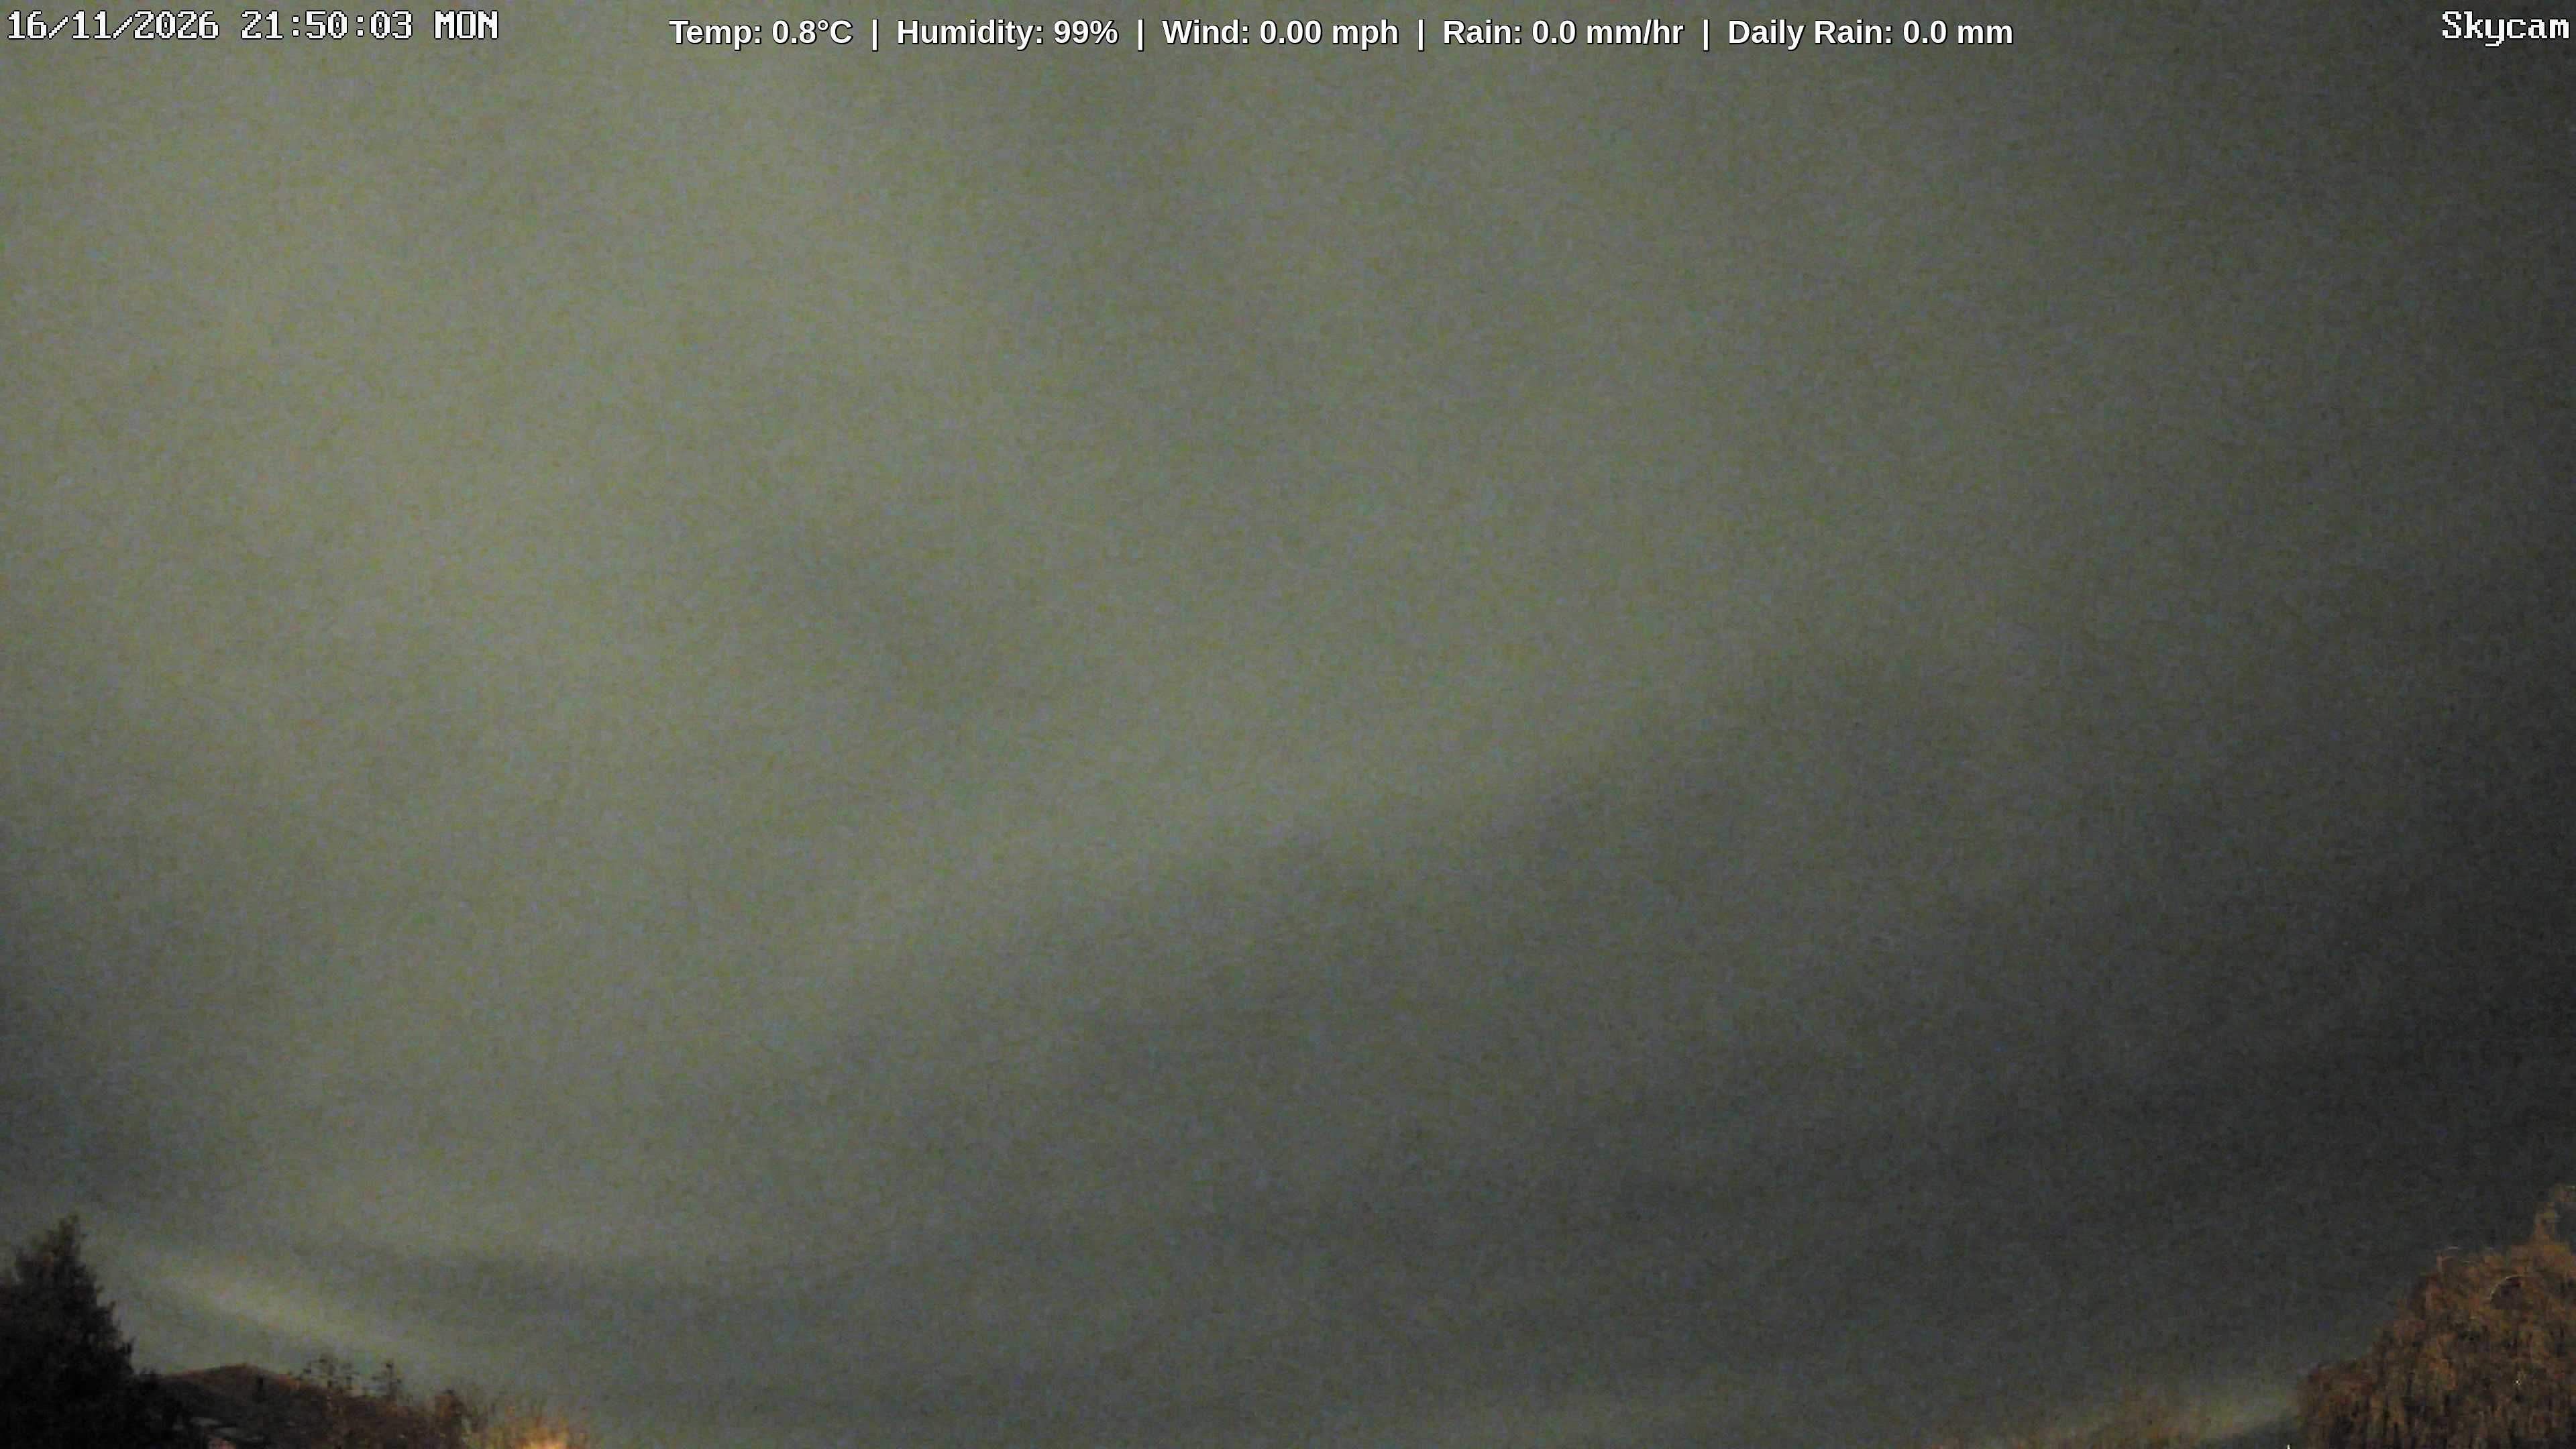 16/11/2026 21:50:03 MON
Temp: 0.8°C | Humidity: 99% | Wind: 0.00 mph | Rain: 0.0 mm/hr | Daily Rain: 0.0 mm
Skycam